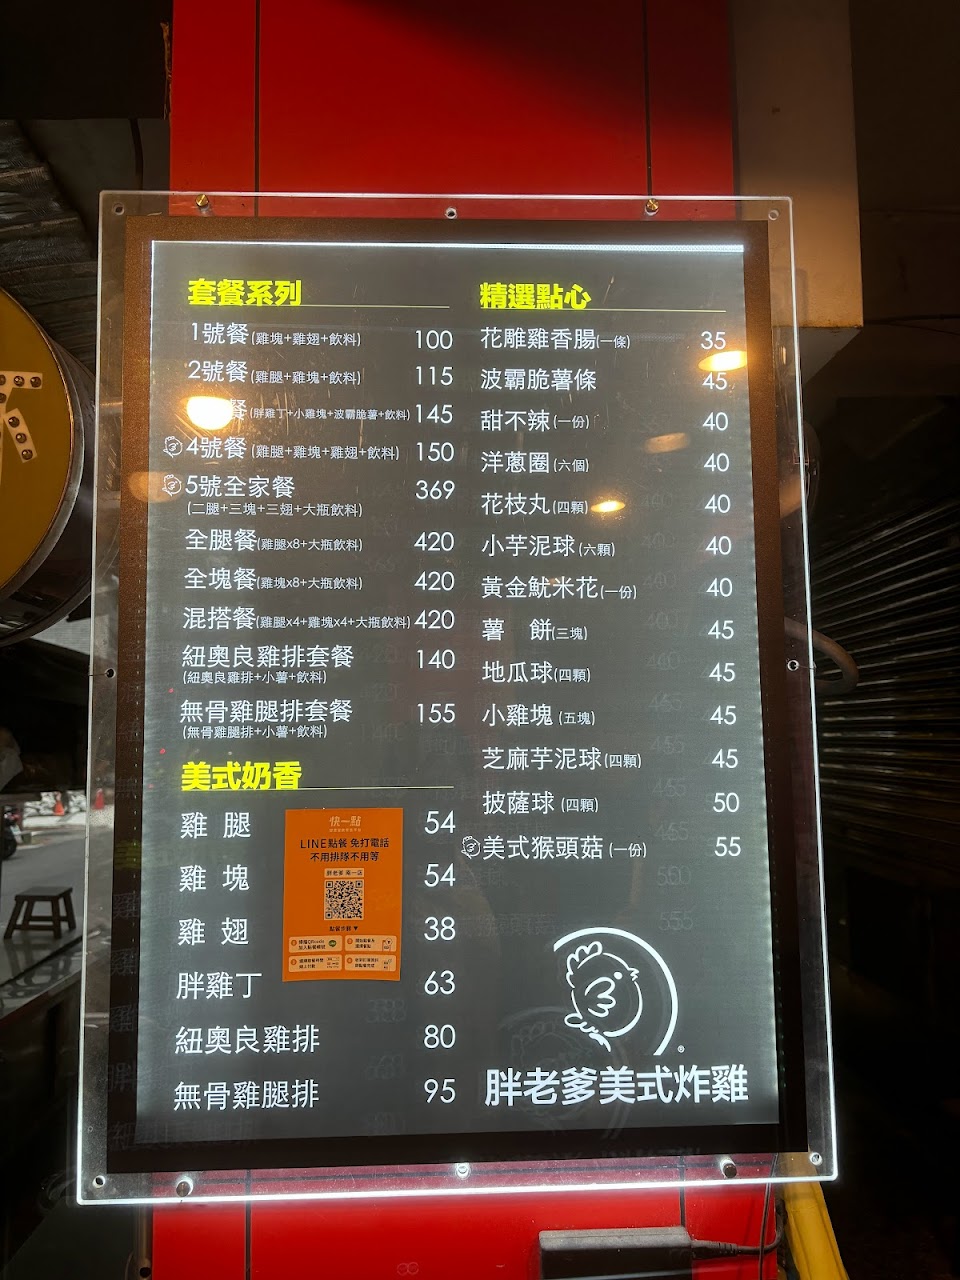 套餐系列
1號餐(雞塊+雞翅+飲料) 100
2號餐(雞腿+雞塊+飲料) 115
餐(胖雞丁+小雞塊+波霸脆薯+飲料) 145
4號餐(雞腿+雞塊+雞翅+飲料) 150
5號全家餐 369
(二腿+三塊+三翅+大瓶飲料)
全腿餐(雞腿x8+大瓶飲料) 420
全塊餐(雞塊x8+大瓶飲料) 420
混搭餐(雞腿x4+雞塊x4+大瓶飲料) 420
紐奧良雞排套餐 140
(紐奧良雞排+小薯+飲料)
無骨雞腿排套餐 155
(無骨雞腿排+小薯+飲料)
美式奶香
雞 腿 54
雞 塊 54
雞 翅 38
胖雞丁 63
紐奧良雞排 80
無骨雞腿排 95
快一點
LINE點餐 免打電話
不用排隊不用等
點餐步驟▼
精選點心
花雕雞香腸(一條) 35
波霸脆薯條 45
甜不辣(一份) 40
洋蔥圈(六個) 40
花枝丸(四顆) 40
小芋泥球(六顆) 40
黃金魷米花(一份) 40
薯 餅(三塊) 45
地瓜球(四顆) 45
小雞塊(五塊) 45
芝麻芋泥球(四顆) 45
披薩球(四顆) 50
美式猴頭菇(一份) 55
®
胖老爹美式炸雞